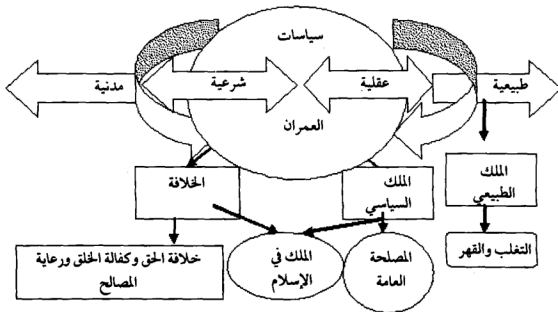 سياسات
طبيعية
عقلية
شرعية
مدنية
العمران
الملك
الطبيعي
الملك
السياسي
الخلافة
التغلب والقهر
المصلحة
العامة
الملك في
الإسلام
خلافة الحق وكفالة الخلق ورعاية
المصالح